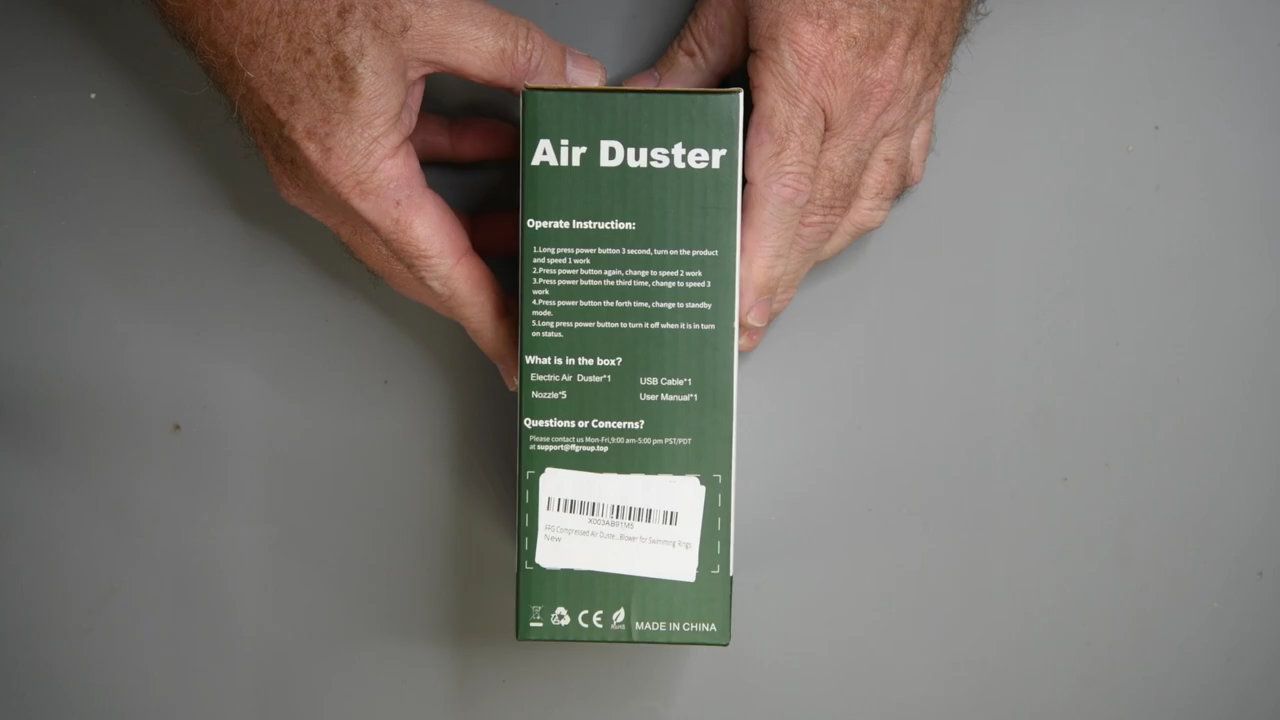 Air Duster
Operate Instruction:
1.Long press power button 3 second, turn on the product
and speed 1 work
2.Press power button again, change to speed 2 work
3.Press power button the third time, change to speed 3
work
4.Press power button the forth time, change to standby
mode.
5.Long press power button to turn it off when it is in turn
on status.
What is in the box?
Electric Air Duster*1 USB Cable*1
Nozzle*5 User Manual*1
Questions or Concerns?
Please contact us Mon-Fri,9:00 am-5:00 pm PST/PDT
at support@ffgroup.top
X003AB91M5
FFG Compressed Air Duste...Blower for Swimming Rings
New
CE RoHS MADE IN CHINA